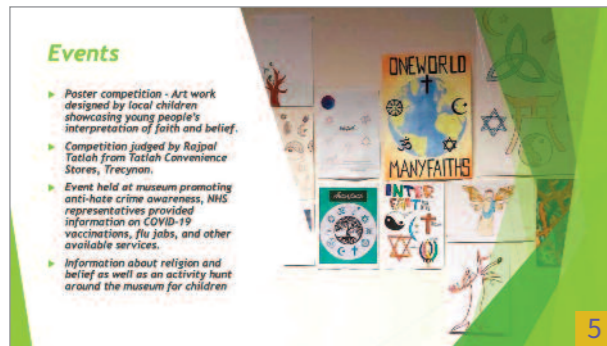 Events
Poster competition - Art work
designed by local children
showcasing young people's
interpretation of faith and belief.
Competition judged by Rajpal
Tatlah from Tatlah Convenience
Stores, Trecynon.
Event held at museum promoting
anti-hate crime awareness, NHS
representatives provided
information on COVID-19
vaccinations, flu jabs, and other
available services.
Information about religion and
belief as well as an activity hunt
around the museum for children
ONEWORLD
MANYFAITHS
INTER
FAITH
5